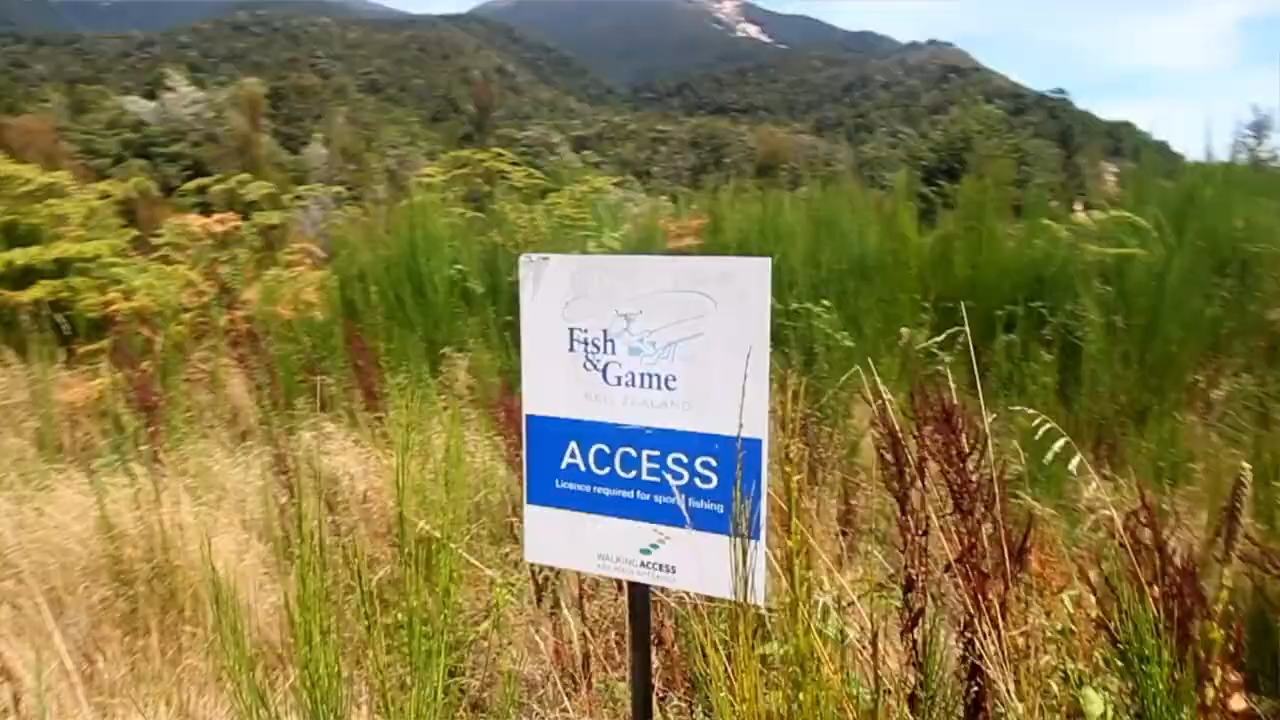 Fish
& Game
NEW ZEALAND
ACCESS
Licence required for sports fishing
WALKING ACCESS